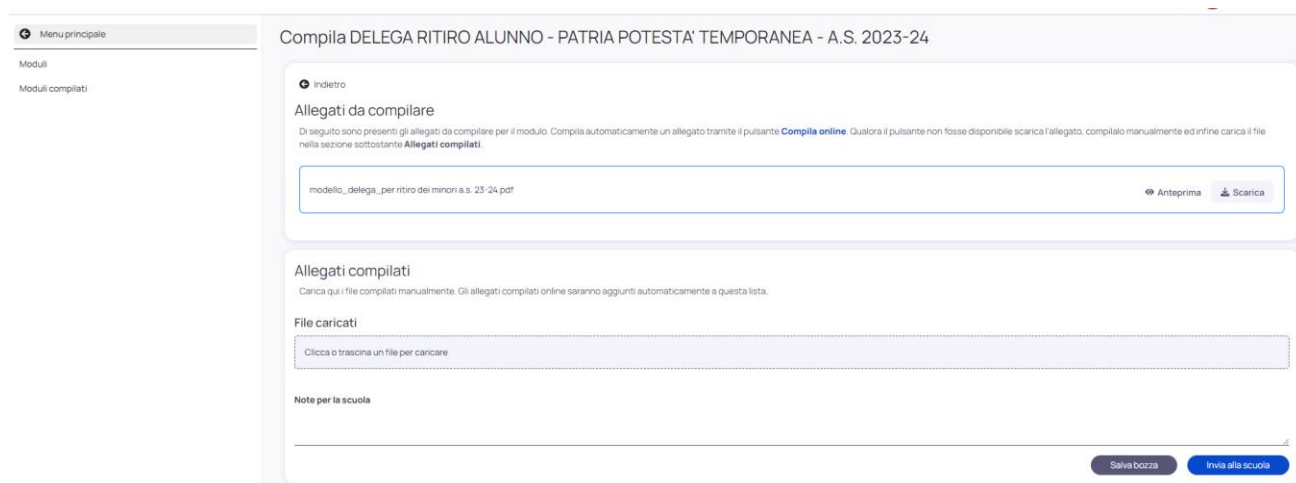 Menu principale
Moduli
Moduli compilati
Compila DELEGA RITIRO ALUNNO - PATRIA POTESTA' TEMPORANEA - A.S. 2023-24
Indietro
Allegati da compilare
Di seguito sono presenti gli allegati da compilare per il modulo. Compila automaticamente un allegato tramite il pulsante Compila online. Qualora il pulsante non fosse disponibile scarica l'allegato, compilalo manualmente ed infine carica il file
nella sezione sottostante Allegati compilati.
modello_delega_per ritiro dei minori a.s. 23-24.pdf
Anteprima
Scarica
Allegati compilati
Carica qui i file compilati manualmente. Gli allegati compilati online saranno aggiunti automaticamente a questa lista.
File caricati
Clicca o trascina un file per caricare
Note per la scuola
Salva bozza
Invia alla scuola